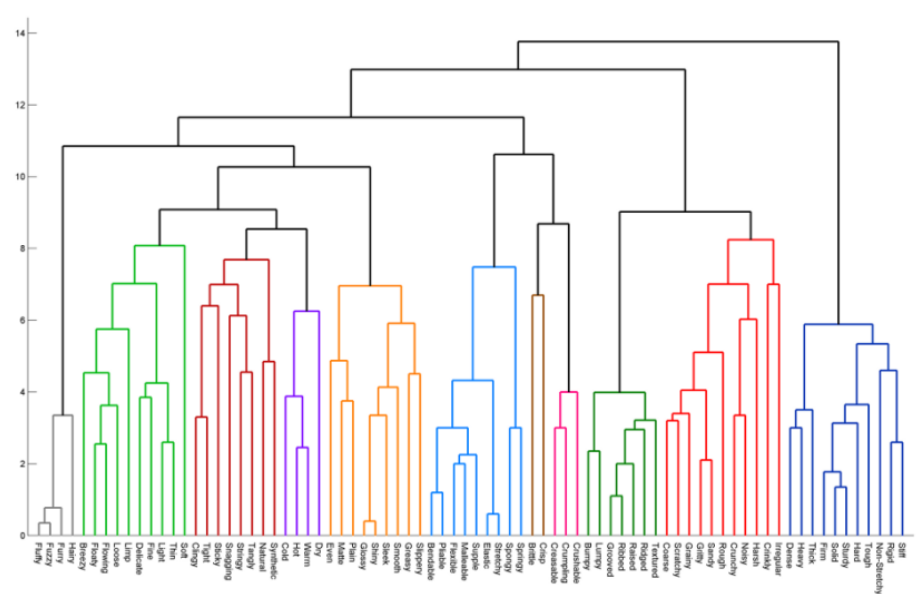 14
12
10
8
6
4
2
0
Fluffy
Fuzzy
Furry
Hairy
Breezy
Floaty
Flowing
Loose
Limp
Delicate
Fine
Light
Thin
Soft
Clingy
Tight
Sticky
Snagging
Stringy
Tangly
Natural
Synthetic
Cold
Hot
Warm
Dry
Even
Matte
Plain
Glossy
Shinny
Sleek
Smooth
Greasy
Slippery
Bendable
Pliable
Flexible
Malleable
Supple
Elastic
Stretchy
Spongy
Springy
Brittle
Crisp
Creasable
Crumpling
Crushable
Bumpy
Lumpy
Grooved
Ribbed
Raised
Ridged
Textured
Coarse
Scratchy
Grainy
Gritty
Sandy
Rough
Crunchy
Noisy
Harsh
Crinkly
Irregular
Dense
Heavy
Thick
Firm
Solid
Sturdy
Hard
Tough
Non-Stretchy
Rigid
Stiff